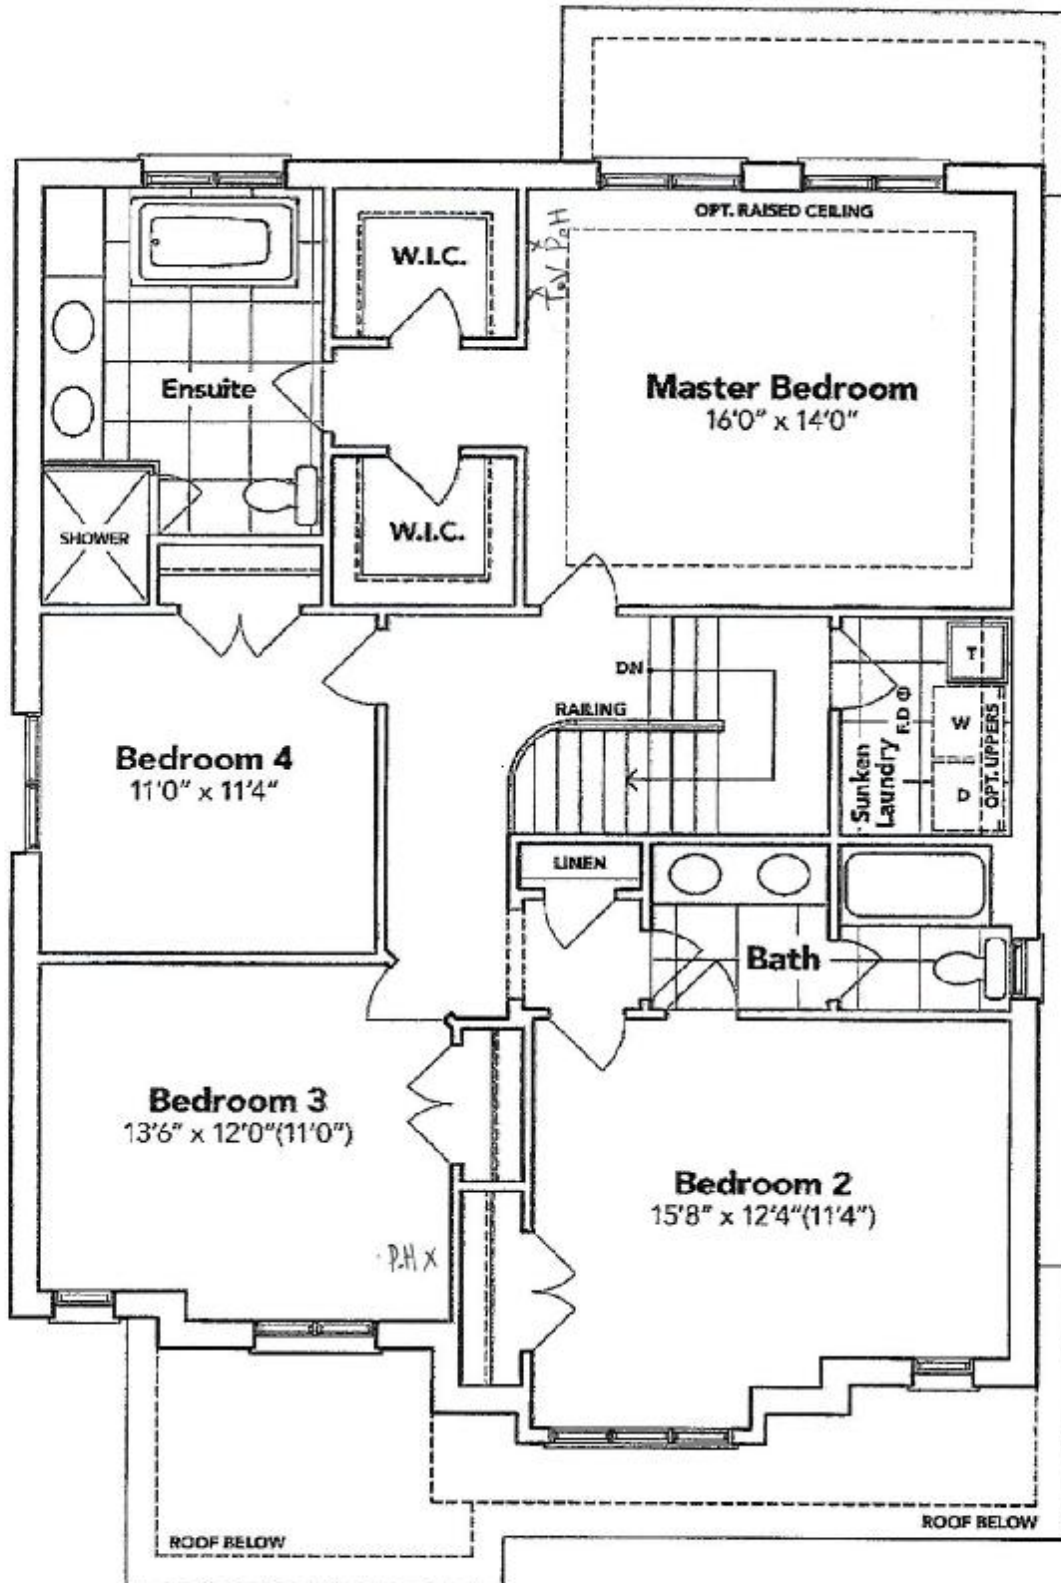 OPT. RAISED CEILING
W.I.C.
T.V P.H
X X
Ensuite
Master Bedroom
16'0" x 14'0"
SHOWER
W.I.C.
DN
T
RAILING
F.D
W
OPT. UPPERS
Bedroom 4
11'0" x 11'4"
Sunken
Laundry
D
LINEN
Bath
Bedroom 3
13'6" x 12'0"(11'0")
Bedroom 2
15'8" x 12'4"(11'4")
P.H X
ROOF BELOW
ROOF BELOW